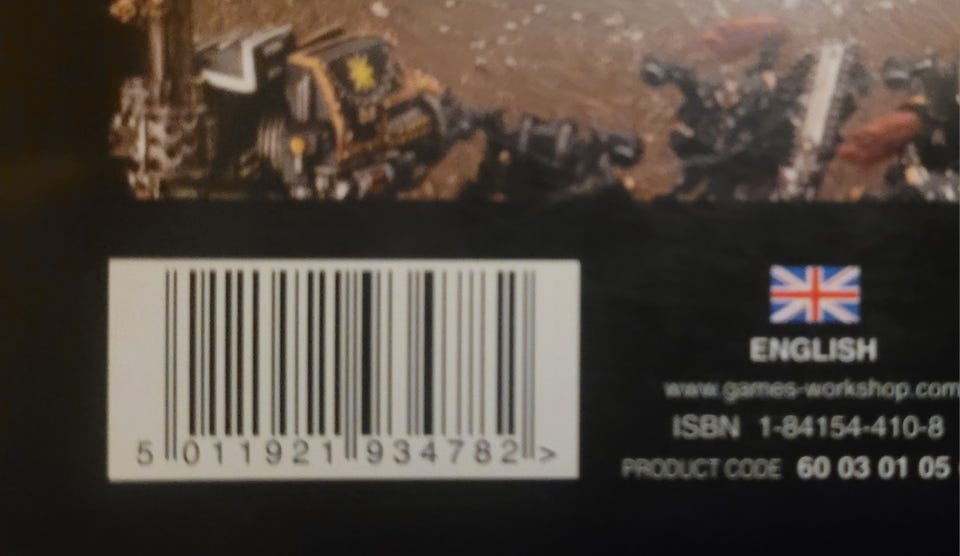 5 011921 934782 >
ENGLISH
www.games-workshop.com
ISBN 1-84154-410-8
PRODUCT CODE 60 03 01 05